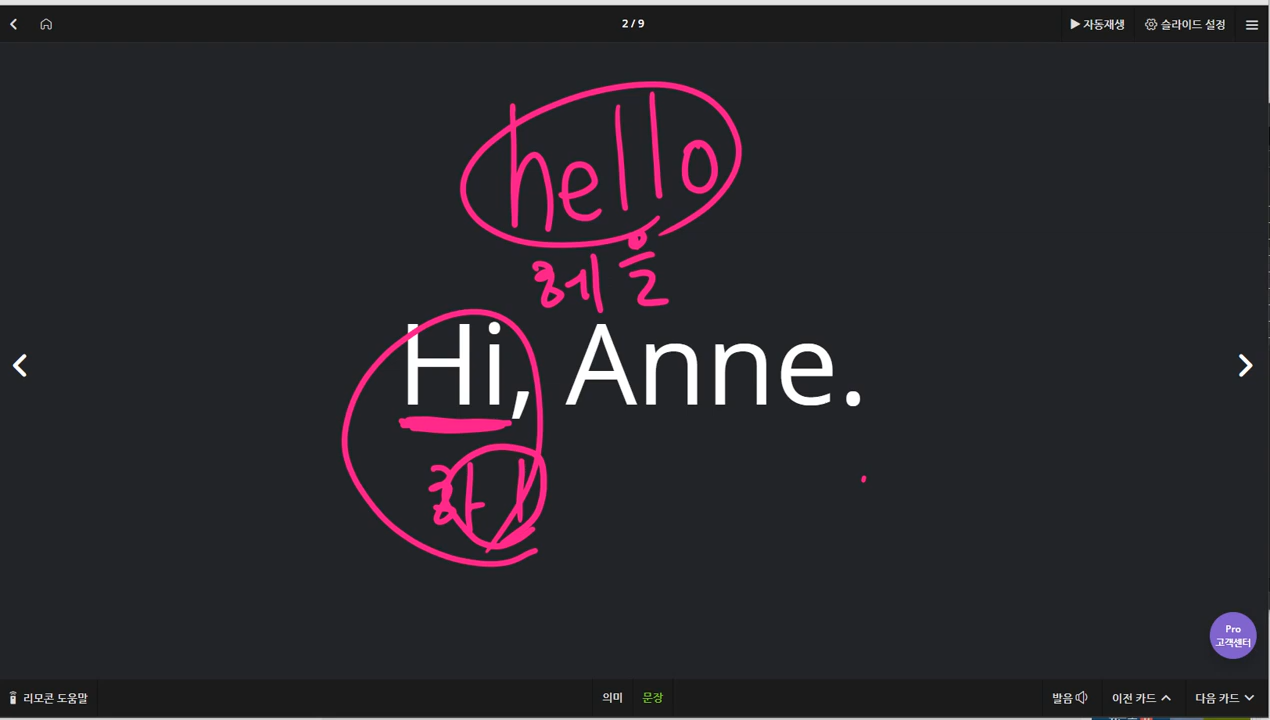 2 / 9
자동재생
슬라이드 설정
hello
헤을
Hi, Anne.
하이
Pro
고객센터
리모콘 도움말
의미
문장
발음
이전 카드
다음 카드